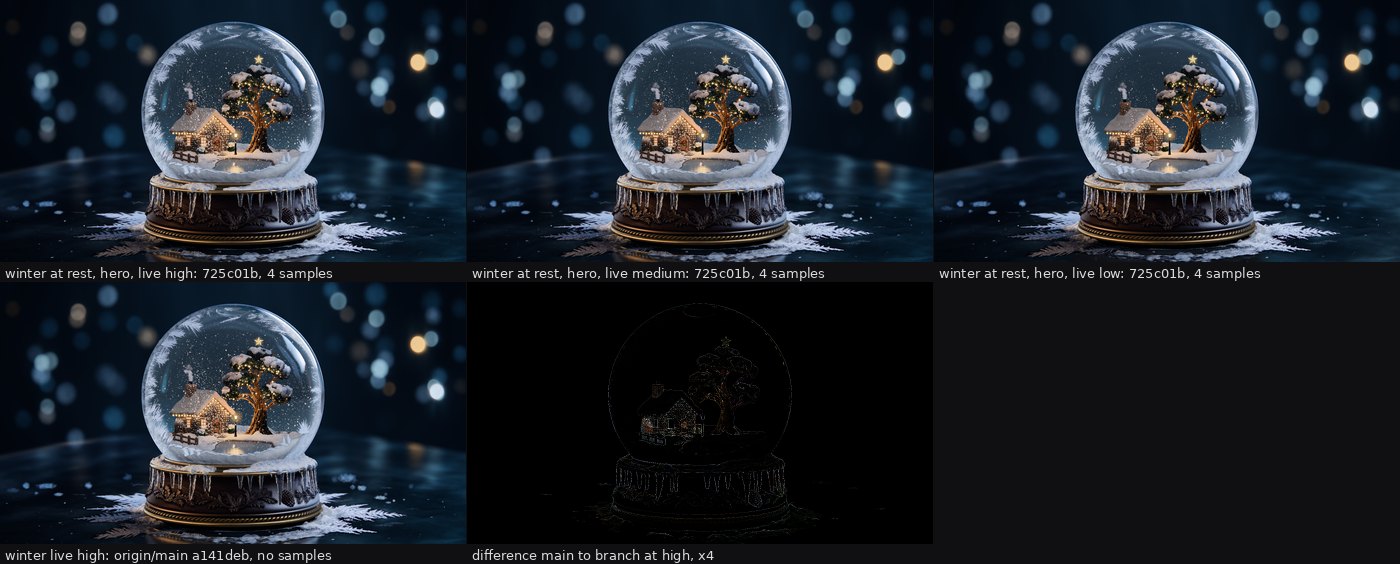 winter at rest, hero, live high: 725c01b, 4 samples
winter at rest, hero, live medium: 725c01b, 4 samples
winter at rest, hero, live low: 725c01b, 4 samples
winter live high: origin/main a141deb, no samples
difference main to branch at high, x4